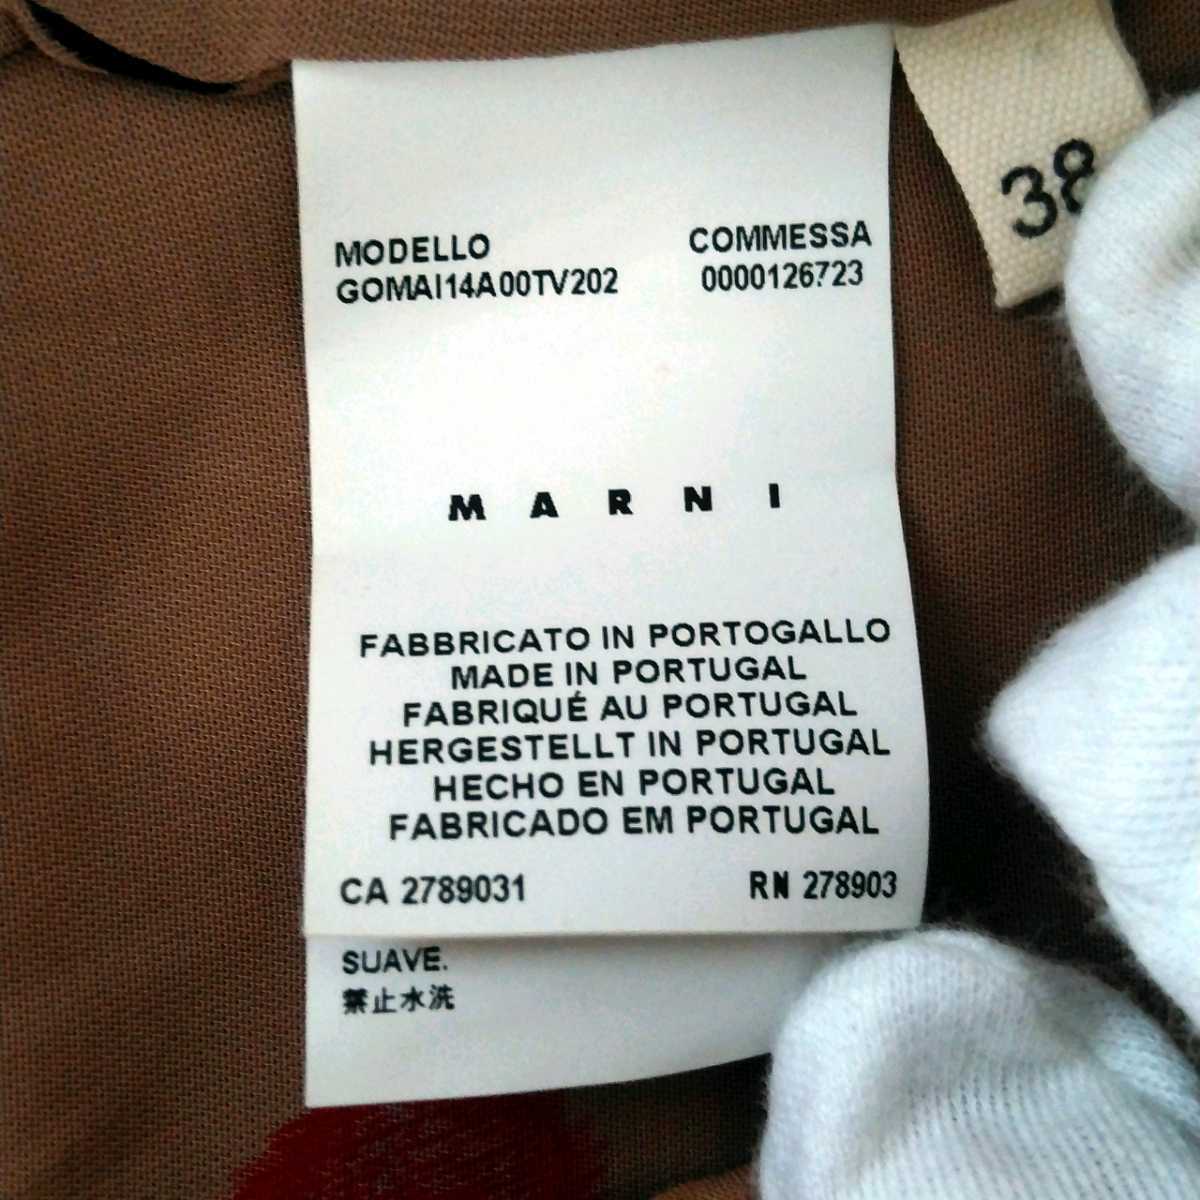 38
MODELLO COMMESSA
GOMAI14A00TV202 0000126723
MARNI
FABBRICATO IN PORTOGALLO
MADE IN PORTUGAL
FABRIQUÉ AU PORTUGAL
HERGESTELLT IN PORTUGAL
HECHO EN PORTUGAL
FABRICADO EM PORTUGAL
CA 2789031 RN 278903
SUAVE.
禁止水洗